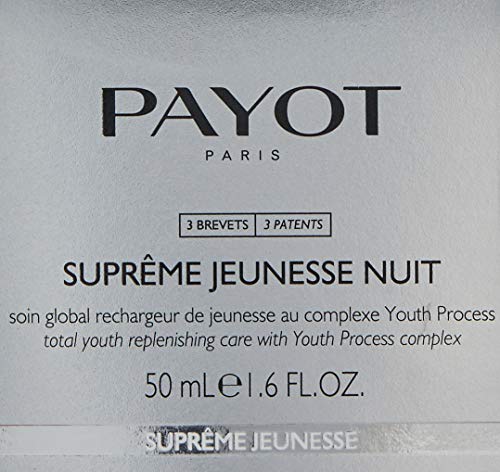 PAYOT
PARIS
3 BREVETS | 3 PATENTS
SUPRÊME JEUNESSE NUIT
soin global rechargeur de jeunesse au complexe Youth Process
total youth replenishing care with Youth Process complex
50 mL℮1.6 FL.OZ.
SUPRÊME JEUNESSE